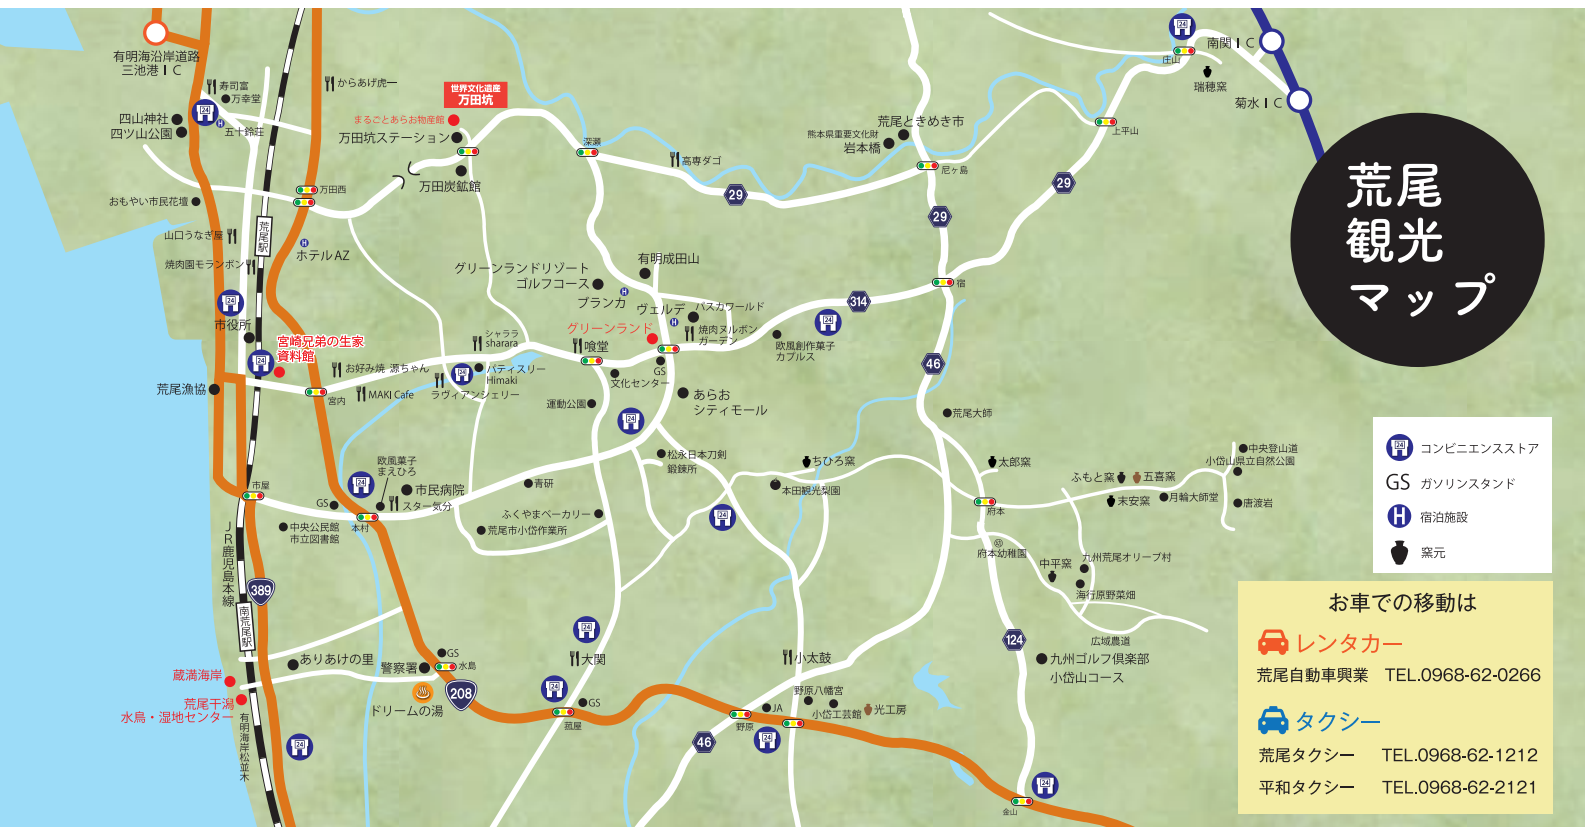 荒尾
観光
マップ
有明海沿岸道路
三池港IC
寿司富
万幸堂
四山神社
四ツ山公園
五十鈴荘
からあげ虎一
世界文化遺産
万田坑
まるごとあらお物産館
万田坑ステーション
万田炭鉱館
深瀬
高専ダゴ
荒尾ときめき市
熊本県重要文化財
岩本橋
尼ヶ島
上平山
庄山
南関IC
瑞穂窯
菊水IC
29
29
29
万田西
おもやい市民花壇
山口うなぎ屋
荒尾駅
焼肉園モランボン
ホテルAZ
市役所
宮崎兄弟の生家
資料館
荒尾漁協
有明成田山
グリーンランドリゾート
ゴルフコース
ブランカ
ヴェルデ
バスカワールド
グリーンランド
焼肉ヌルボン
ガーデン
GS
314
宿
欧風創作菓子
カプルス
46
シャララ
sharara
喰堂
お好み焼 源ちゃん
MAKI Cafe
宮内
パティスリー
Himaki
ラヴィアンシェリー
文化センター
運動公園
あらお
シティモール
荒尾大師
松永日本刀剣
鍛錬所
ちひろ窯
本田観光梨園
太郎窯
府本
ふもと窯
五喜窯
末安窯
月輪大師堂
中央登山道
小岱山県立自然公園
唐渡岩
欧風菓子
まえひろ
市民病院
スター気分
GS
本村
市屋
中央公民館
市立図書館
青研
ふくやまベーカリー
荒尾市小岱作業所
JR鹿児島本線
389
南荒尾駅
府本幼稚園
中平窯
九州荒尾オリーブ村
海行原野菜畑
広域農道
124
九州ゴルフ倶楽部
小岱山コース
ありあけの里
警察署
GS
水島
208
ドリームの湯
蔵満海岸
荒尾干潟
水鳥・湿地センター
有明海岸松並木
大関
GS
菰屋
小太鼓
野原八幡宮
小岱工芸館
光工房
JA
野原
46
金山
コンビニエンスストア
GS ガソリンスタンド
H 宿泊施設
窯元
お車での移動は
レンタカー
荒尾自動車興業 TEL.0968-62-0266
タクシー
荒尾タクシー TEL.0968-62-1212
平和タクシー TEL.0968-62-2121